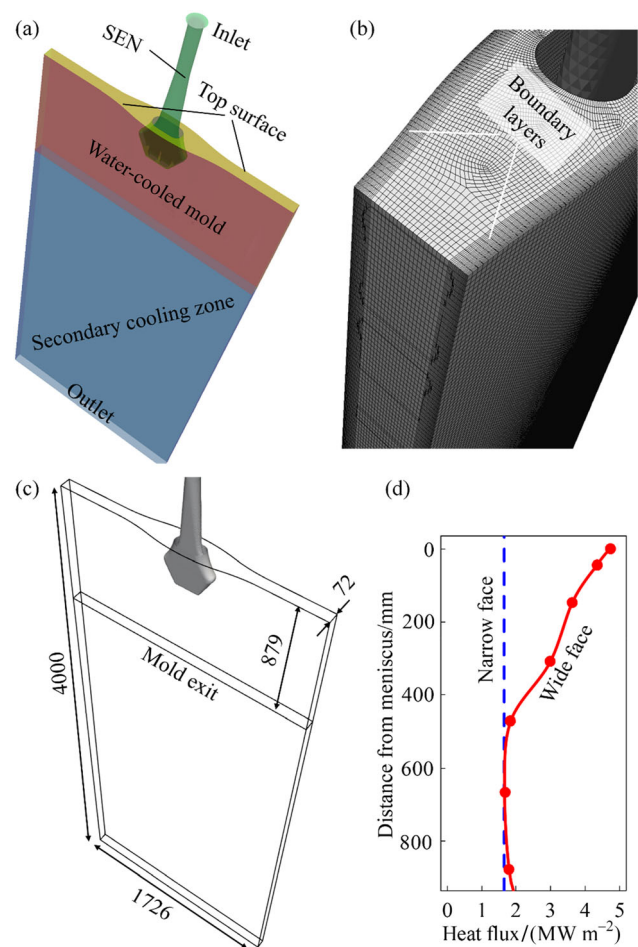 (a)
Inlet
SEN
Top surface
Water-cooled mold
Secondary cooling zone
Outlet
(b)
Boundary
layers
(c)
72
879
Mold exit
4000
1726
(d)
0
200
400
600
800
Distance from meniscus/mm
Narrow face
Wide face
0 1 2 3 4 5
Heat flux/(MW m⁻²)